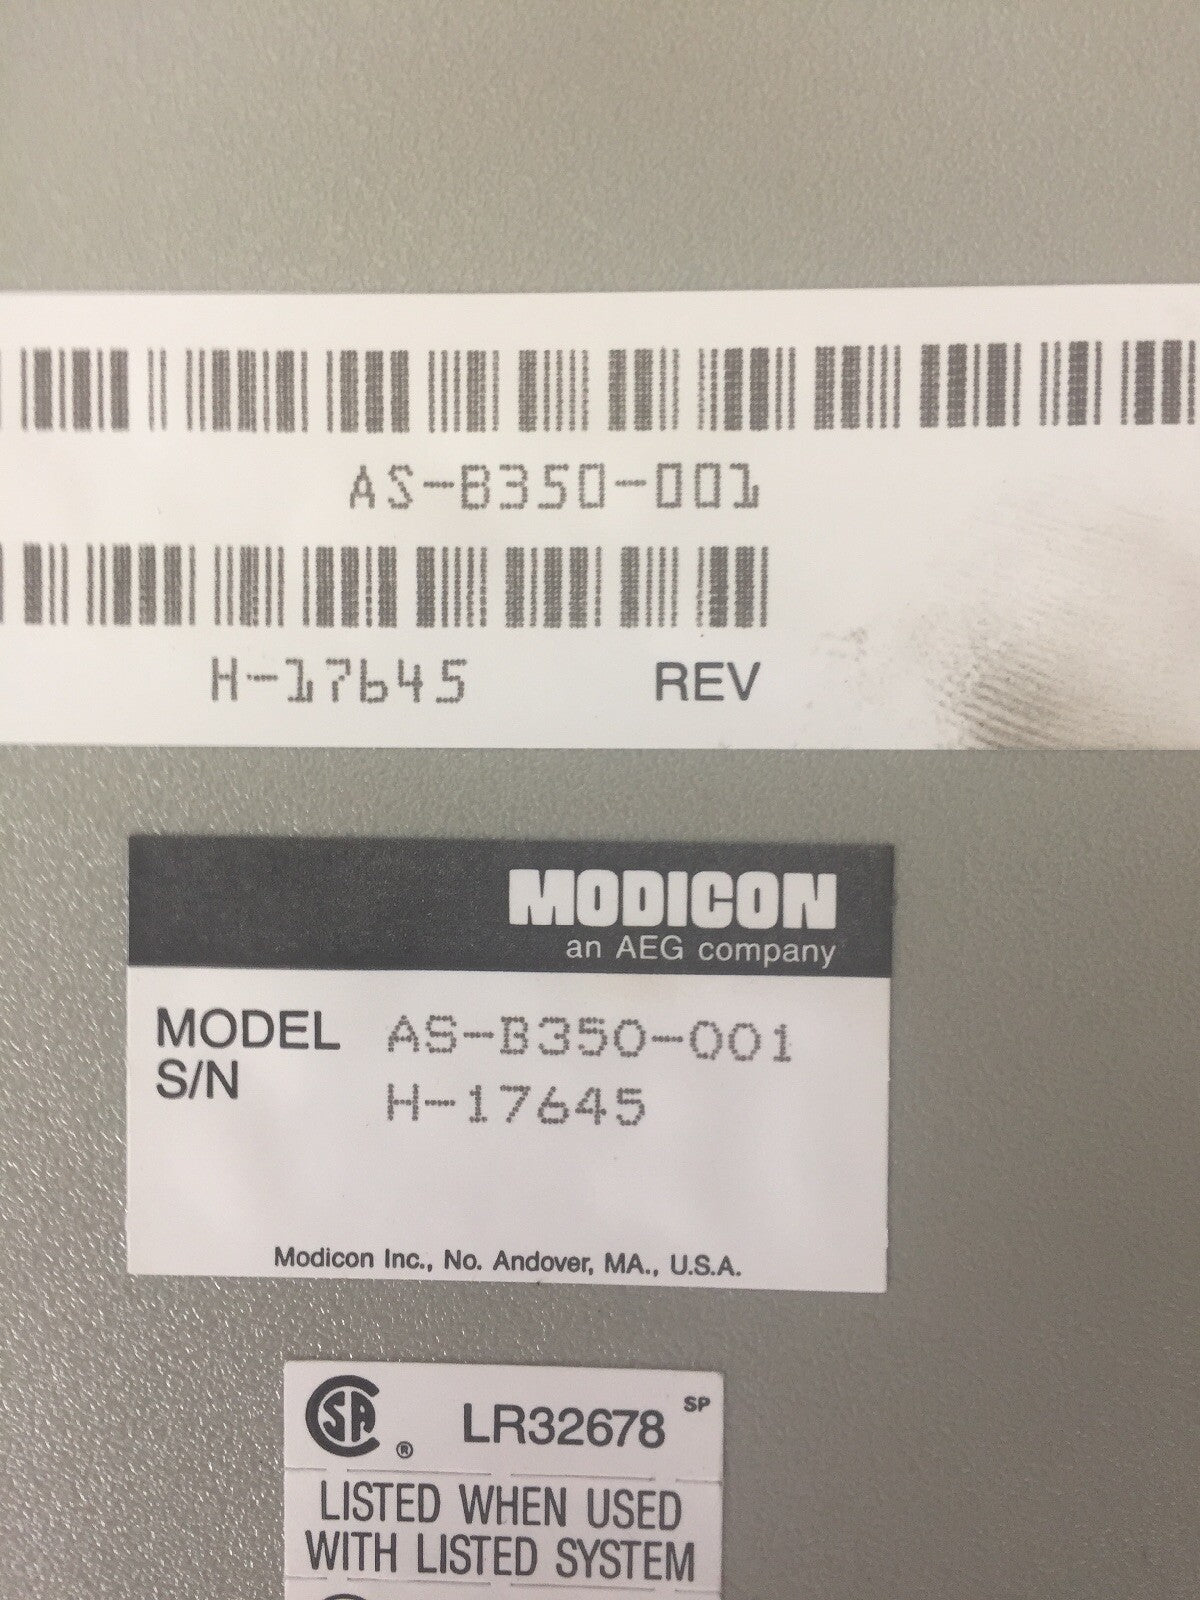 AS-B350-001
H-17645 REV
MODICON
an AEG company
MODEL AS-B350-001
S/N H-17645
Modicon Inc., No. Andover, MA., U.S.A.
CSA ® LR32678 SP
LISTED WHEN USED
WITH LISTED SYSTEM